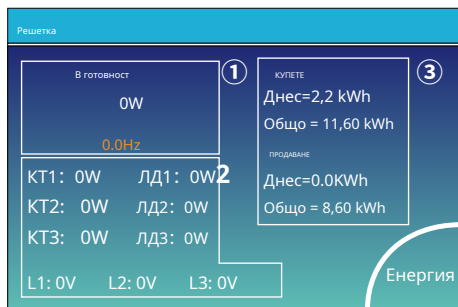 Решетка
В готовност
①
0W
0.0Hz
КТ1: 0W ЛД1: 0W
2
КТ2: 0W ЛД2: 0W
КТ3: 0W ЛД3: 0W
L1: 0V L2: 0V L3: 0V
КУПЕТЕ
③
Днес=2,2 kWh
Общо = 11,60 kWh
ПРОДАВАНЕ
Днес=0.0KWh
Общо = 8,60 kWh
Енергия